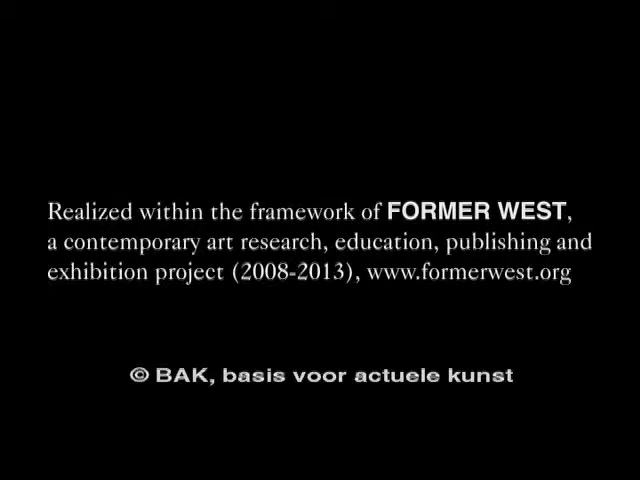 Realized within the framework of FORMER WEST,
a contemporary art research, education, publishing and
exhibition project (2008-2013), www.formerwest.org
© BAK, basis voor actuele kunst